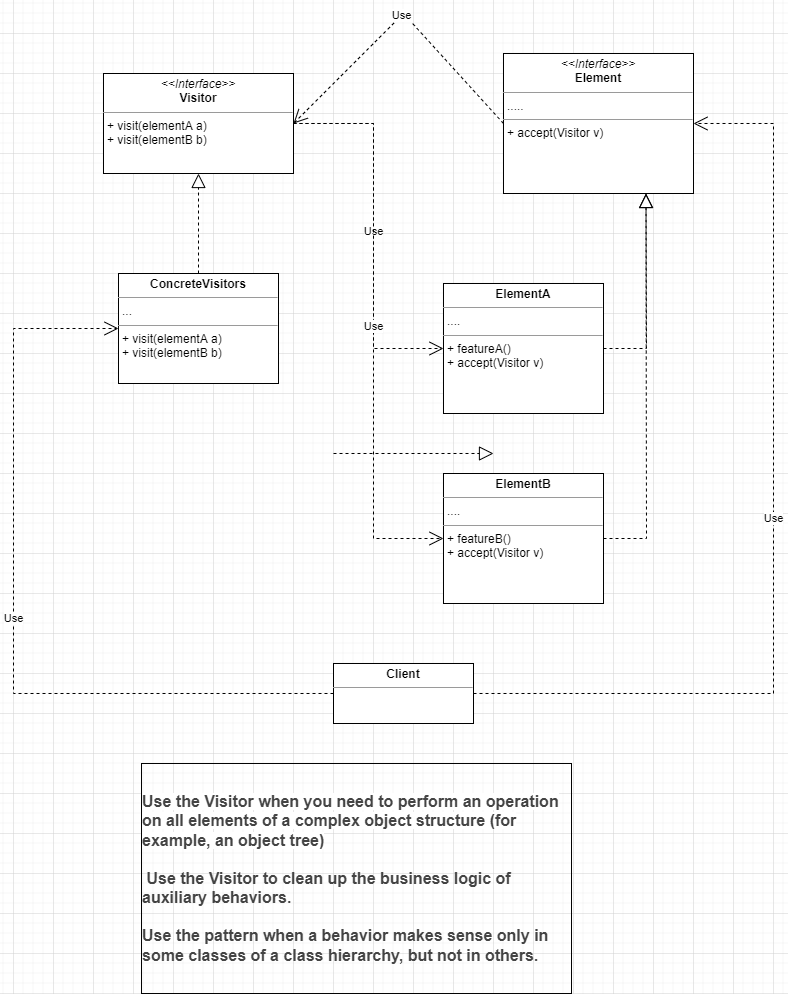 Use
<<Interface>>
Visitor
+ visit(elementA a)
+ visit(elementB b)
<<Interface>>
Element
.....
+ accept(Visitor v)
Use
ConcreteVisitors
...
+ visit(elementA a)
+ visit(elementB b)
Use
ElementA
....
+ featureA()
+ accept(Visitor v)
ElementB
....
+ featureB()
+ accept(Visitor v)
Use
Use
Client
Use the Visitor when you need to perform an operation
on all elements of a complex object structure (for
example, an object tree)
Use the Visitor to clean up the business logic of
auxiliary behaviors.
Use the pattern when a behavior makes sense only in
some classes of a class hierarchy, but not in others.